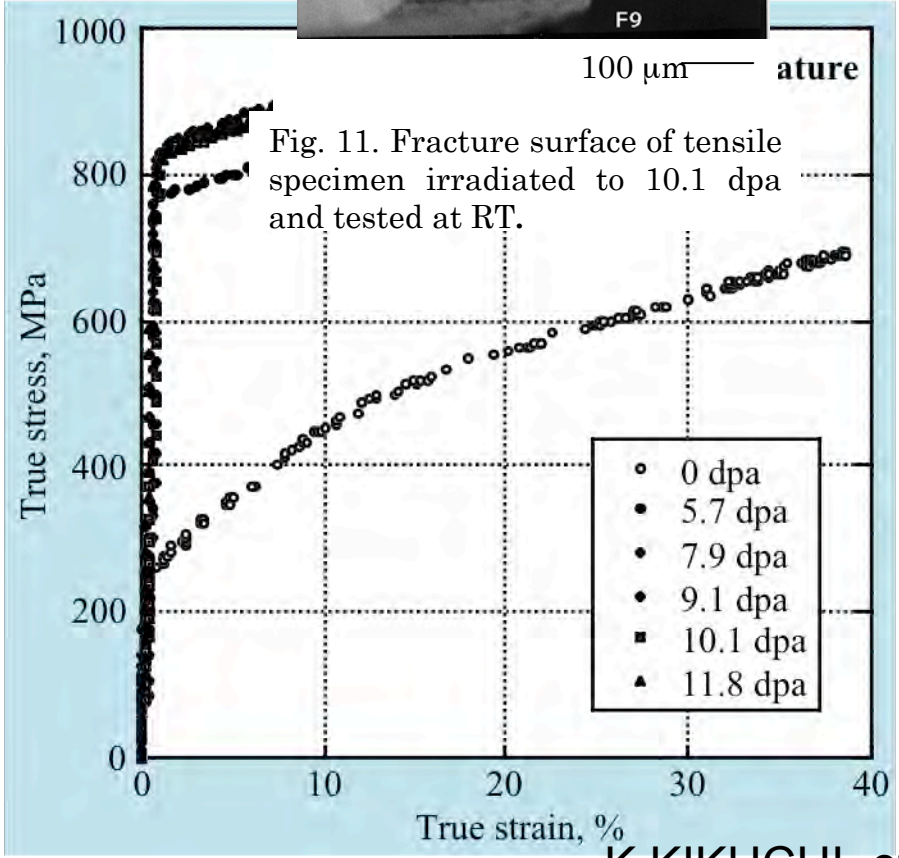 F9
1000
100 µm
ature
Fig. 11. Fracture surface of tensile
specimen irradiated to 10.1 dpa
and tested at RT.
800
600
400
200
0
True stress, MPa
0 dpa
5.7 dpa
7.9 dpa
9.1 dpa
10.1 dpa
11.8 dpa
0 10 20 30 40
True strain, %
K KIKUCHI